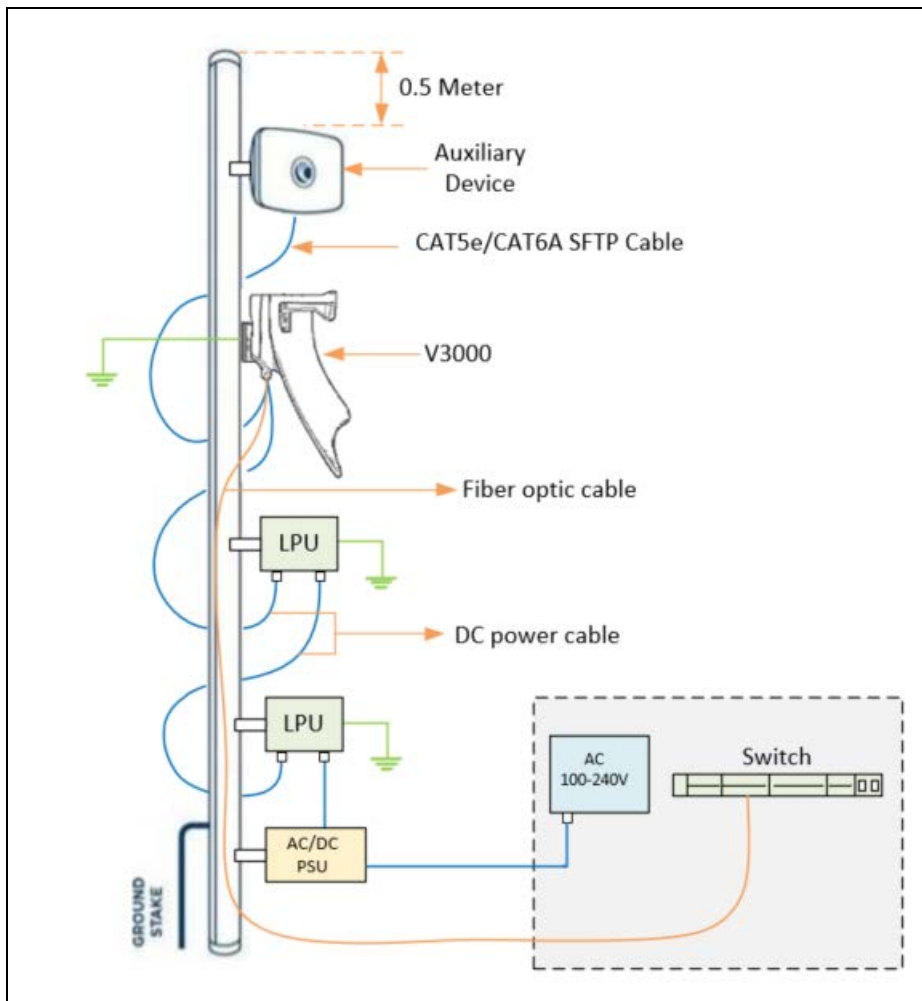 0.5 Meter
Auxiliary
Device
CAT5e/CAT6A SFTP Cable
V3000
Fiber optic cable
LPU
DC power cable
LPU
AC
100-240V
Switch
AC/DC
PSU
GROUND
STAKE